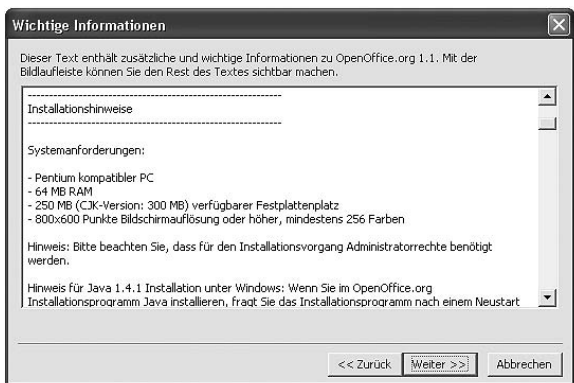 Wichtige Informationen
Dieser Text enthält zusätzliche und wichtige Informationen zu OpenOffice.org 1.1. Mit der
Bildlaufleiste können Sie den Rest des Textes sichtbar machen.
------------------------------------------------------------
Installationshinweise
------------------------------------------------------------
Systemanforderungen:
- Pentium kompatibler PC
- 64 MB RAM
- 250 MB (CJK-Version: 300 MB) verfügbarer Festplattenplatz
- 800x600 Punkte Bildschirmauflösung oder höher, mindestens 256 Farben
Hinweis: Bitte beachten Sie, dass für den Installationsvorgang Administratorrechte benötigt
werden.
Hinweis für Java 1.4.1 Installation unter Windows: Wenn Sie im OpenOffice.org
Installationsprogramm Java installieren, fragt Sie das Installationsprogramm nach einem Neustart
<< Zurück Weiter >> Abbrechen